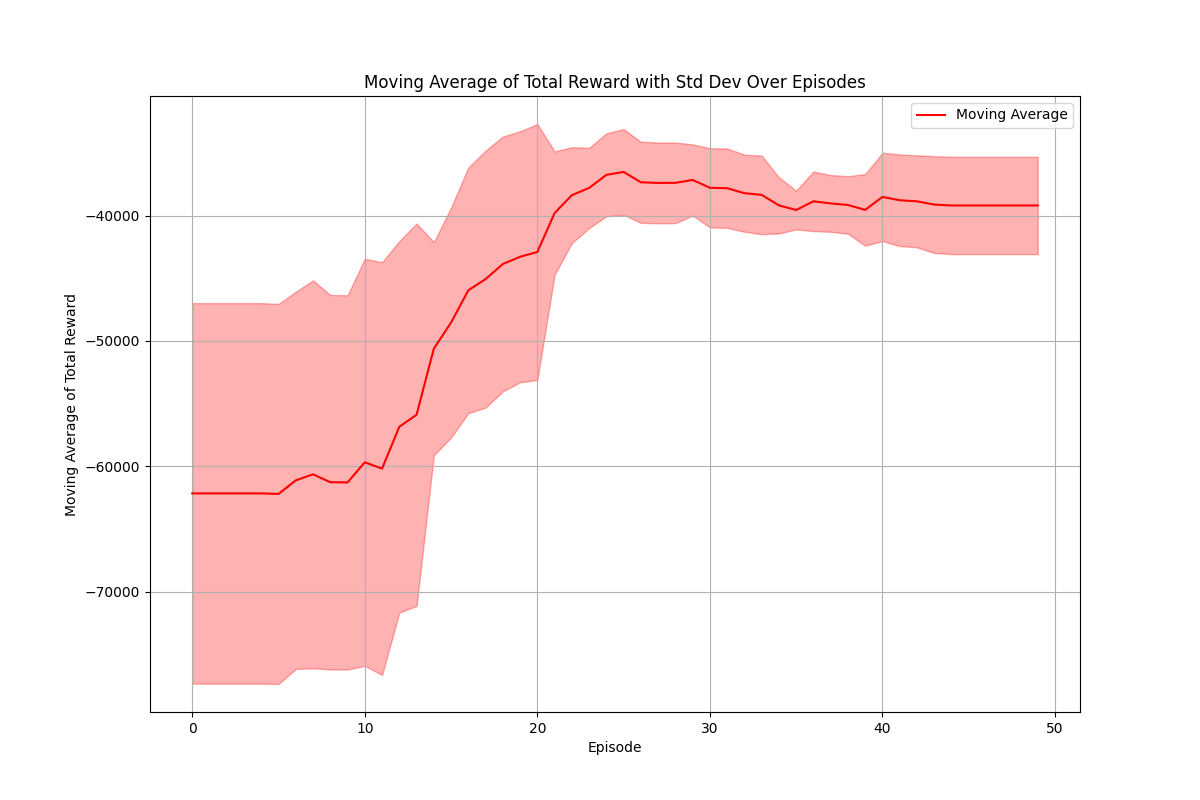 Moving Average of Total Reward with Std Dev Over Episodes
Moving Average
−40000
−50000
−60000
−70000
Moving Average of Total Reward
0 10 20 30 40 50
Episode